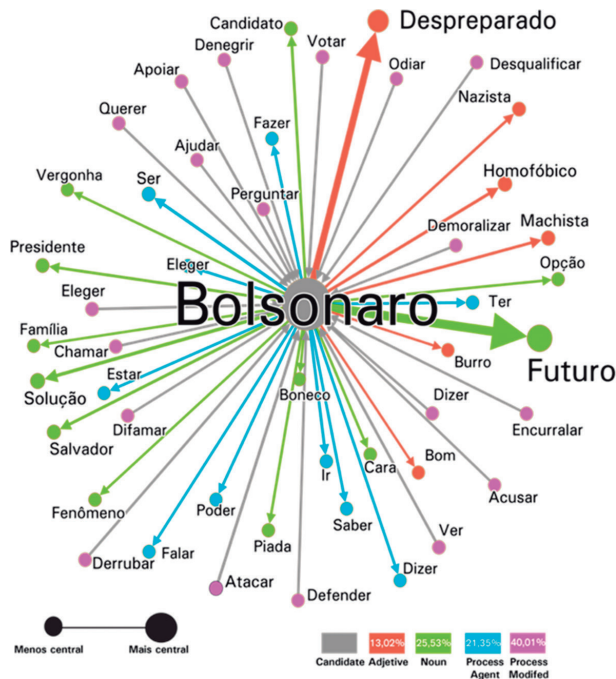 Candidato
Despreparado
Denegrir
Votar
Apoiar
Odiar
Desqualificar
Querer
Fazer
Nazista
Ajudar
Vergonha
Ser
Homofóbico
Perguntar
Demoralizar
Machista
Presidente
Eleger
Opção
Eleger
Bolsonaro
Ter
Família
Chamar
Burro
Futuro
Estar
Solução
Boneco
Dizer
Difamar
Encurralar
Salvador
Cara
Bom
Ir
Acusar
Fenômeno
Poder
Saber
Ver
Derrubar
Falar
Piada
Dizer
Atacar
Defender
Menos central
Mais central
13,02%
25,53%
21,35%
40,01%
Candidate
Adjetive
Noun
Process
Agent
Process
Modifed